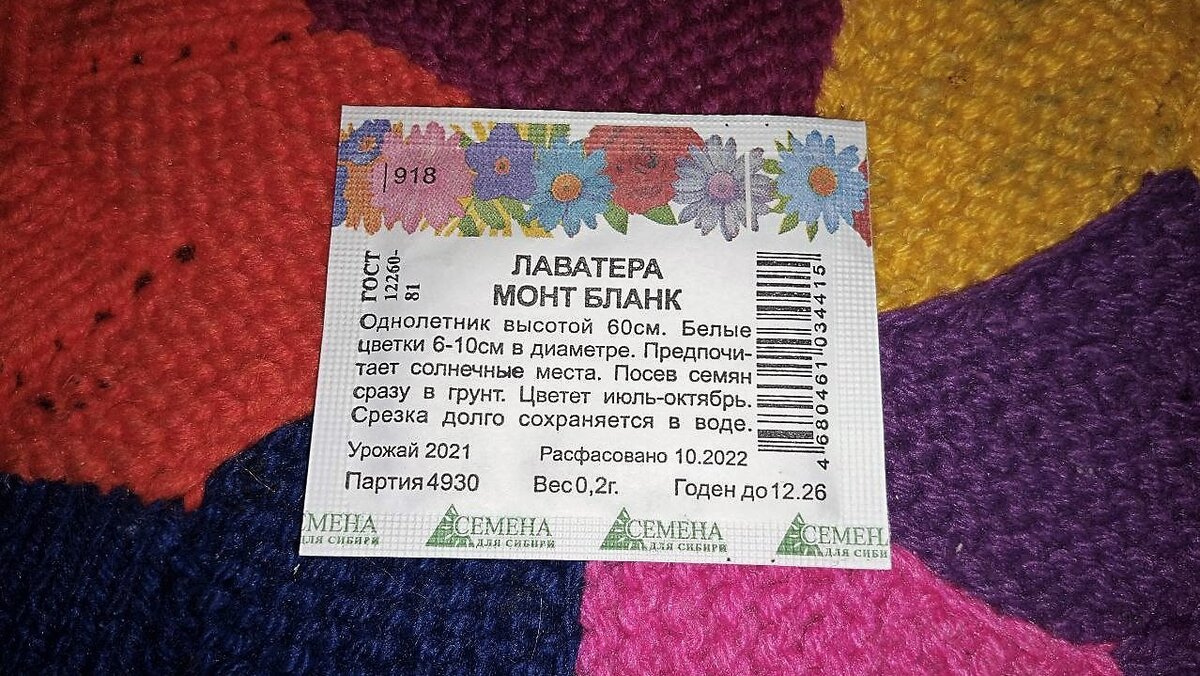 918
ГОСТ
12260-
81
ЛАВАТЕРА
МОНТ БЛАНК
Однолетник высотой 60см. Белые
цветки 6-10см в диаметре. Предпочи-
тает солнечные места. Посев семян
сразу в грунт. Цветет июль-октябрь.
Срезка долго сохраняется в воде.
4 680461 034415
Урожай 2021 Расфасовано 10.2022
Партия 4930 Вес 0,2г. Годен до 12.26
СЕМЕНА СЕМЕНА СЕМЕНА СЕМЕНА
ДЛЯ СИБИРИ ДЛЯ СИБИРИ ДЛЯ СИБИРИ ДЛЯ СИБИ